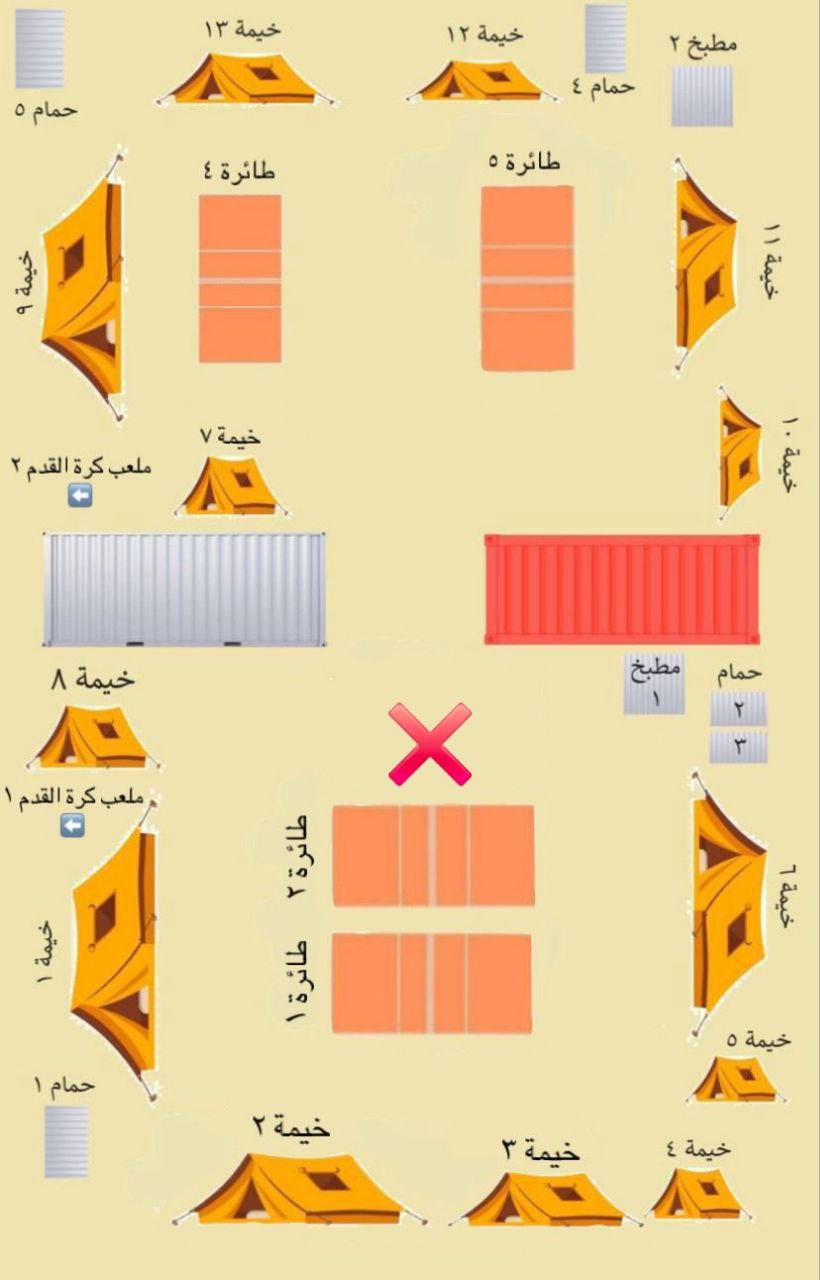 خيمة ١٣
خيمة ١٢
مطبخ ٢
حمام ٤
حمام ٥
طائرة ٥
طائرة ٤
خيمة ١١
خيمة ٩
خيمة ١٠
خيمة ٧
ملعب كرة القدم ٢
مطبخ
١
حمام
٢
٣
خيمة ٨
ملعب كرة القدم ١
طائرة ٢
خيمة ٦
خيمة ١
طائرة ١
خيمة ٥
حمام ١
خيمة ٢
خيمة ٣
خيمة ٤